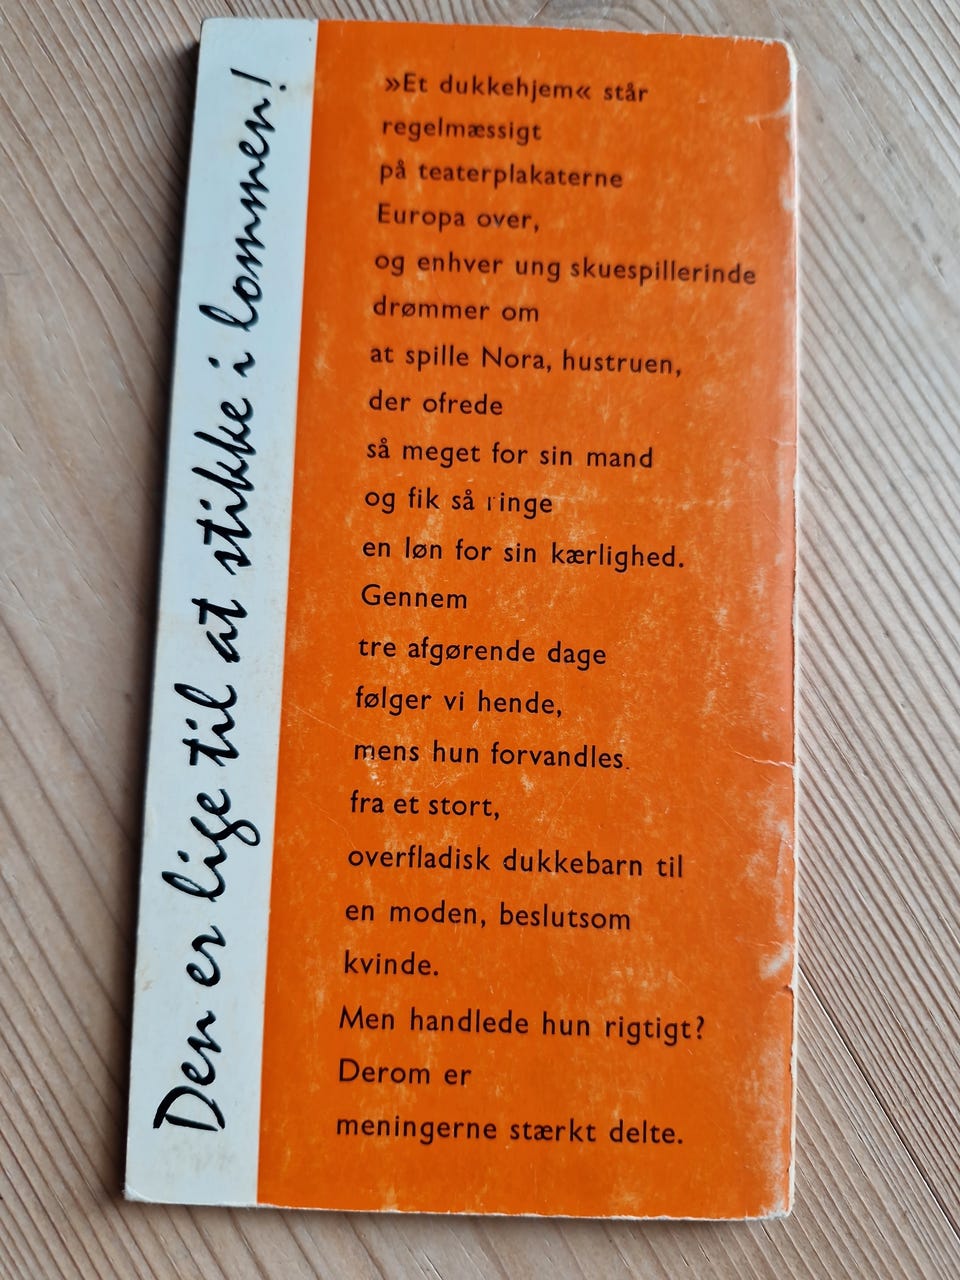 Den er lige til at stikke i lommen!
»Et dukkehjem« står
regelmæssigt
på teaterplakaterne
Europa over,
og enhver ung skuespillerinde
drømmer om
at spille Nora, hustruen,
der ofrede
så meget for sin mand
og fik så ringe
en løn for sin kærlighed.
Gennem
tre afgørende dage
følger vi hende,
mens hun forvandles
fra et stort,
overfladisk dukkebarn til
en moden, beslutsom
kvinde.
Men handlede hun rigtigt?
Derom er
meningerne stærkt delte.